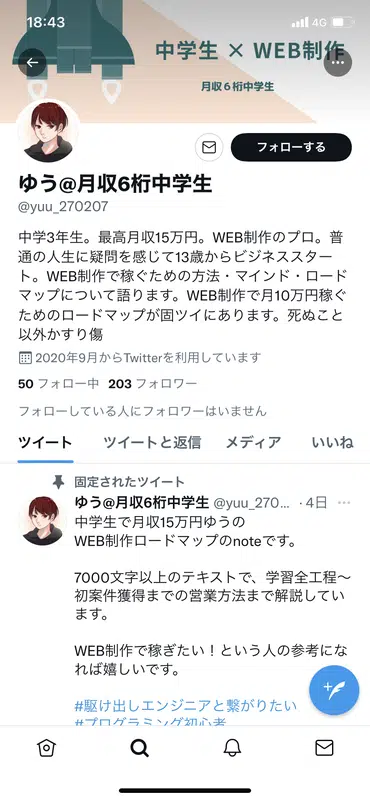 18:43
4G
中学生 × WEB制作
月収６桁中学生
フォローする
ゆう@月収6桁中学生
@yuu_270207
中学3年生。最高月収15万円。WEB制作のプロ。普
通の人生に疑問を感じて13歳からビジネススター
ト。WEB制作で稼ぐための方法・マインド・ロード
マップについて語ります。WEB制作で月10万円稼ぐ
ためのロードマップが固ツイにあります。死ぬこと
以外かすり傷
2020年9月からTwitterを利用しています
50 フォロー中 203 フォロワー
フォローしている人にフォロワーはいません
ツイート ツイートと返信 メディア いいね
固定されたツイート
ゆう@月収6桁中学生 @yuu_270... ・4日
中学生で月収15万円ゆうの
WEB制作ロードマップのnoteです。
7000文字以上のテキストで、学習全工程〜
初案件獲得までの営業方法まで解説してい
ます。
WEB制作で稼ぎたい！という人の参考にな
れば嬉しいです。
#駆け出しエンジニアと繋がりたい
#プログラミング初心者